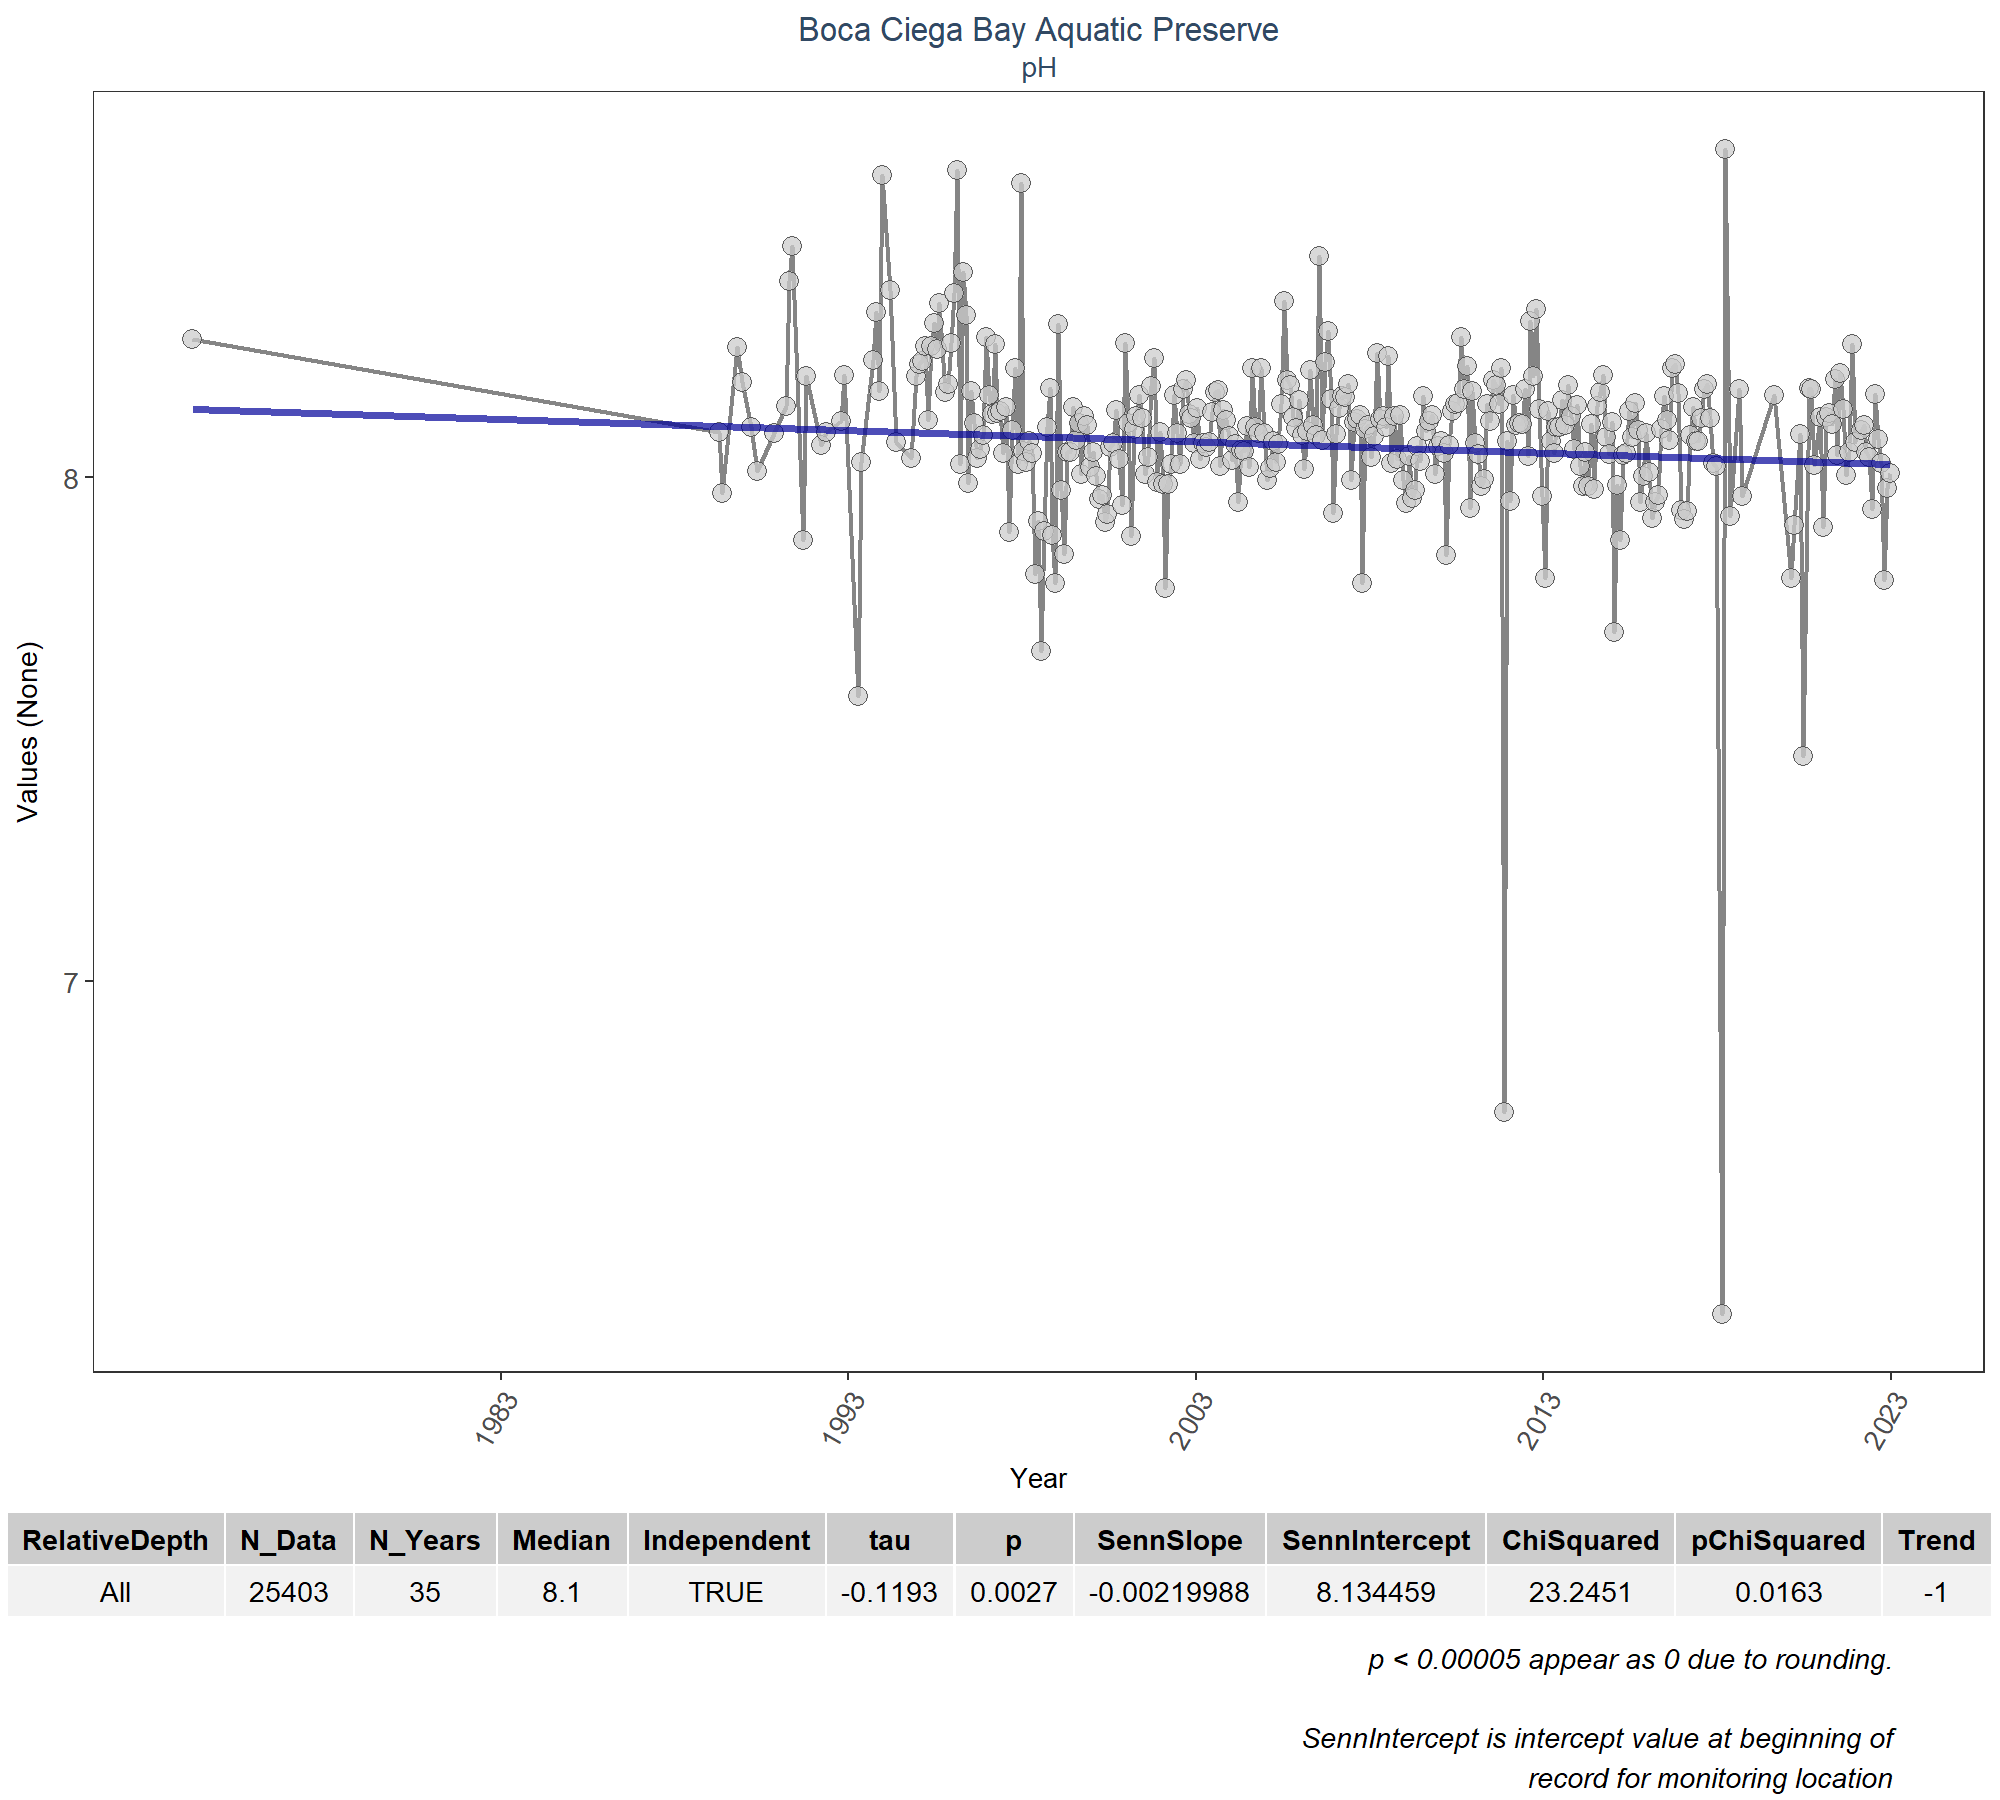 Boca Ciega Bay Aquatic Preserve
pH
Values (None)
8
7
1983
1993
2003
2013
2023
Year
RelativeDepth N_Data N_Years Median Independent tau p SennSlope SennIntercept ChiSquared pChiSquared Trend
All 25403 35 8.1 TRUE -0.1193 0.0027 -0.00219988 8.134459 23.2451 0.0163 -1
p < 0.00005 appear as 0 due to rounding.
SennIntercept is intercept value at beginning of
record for monitoring location